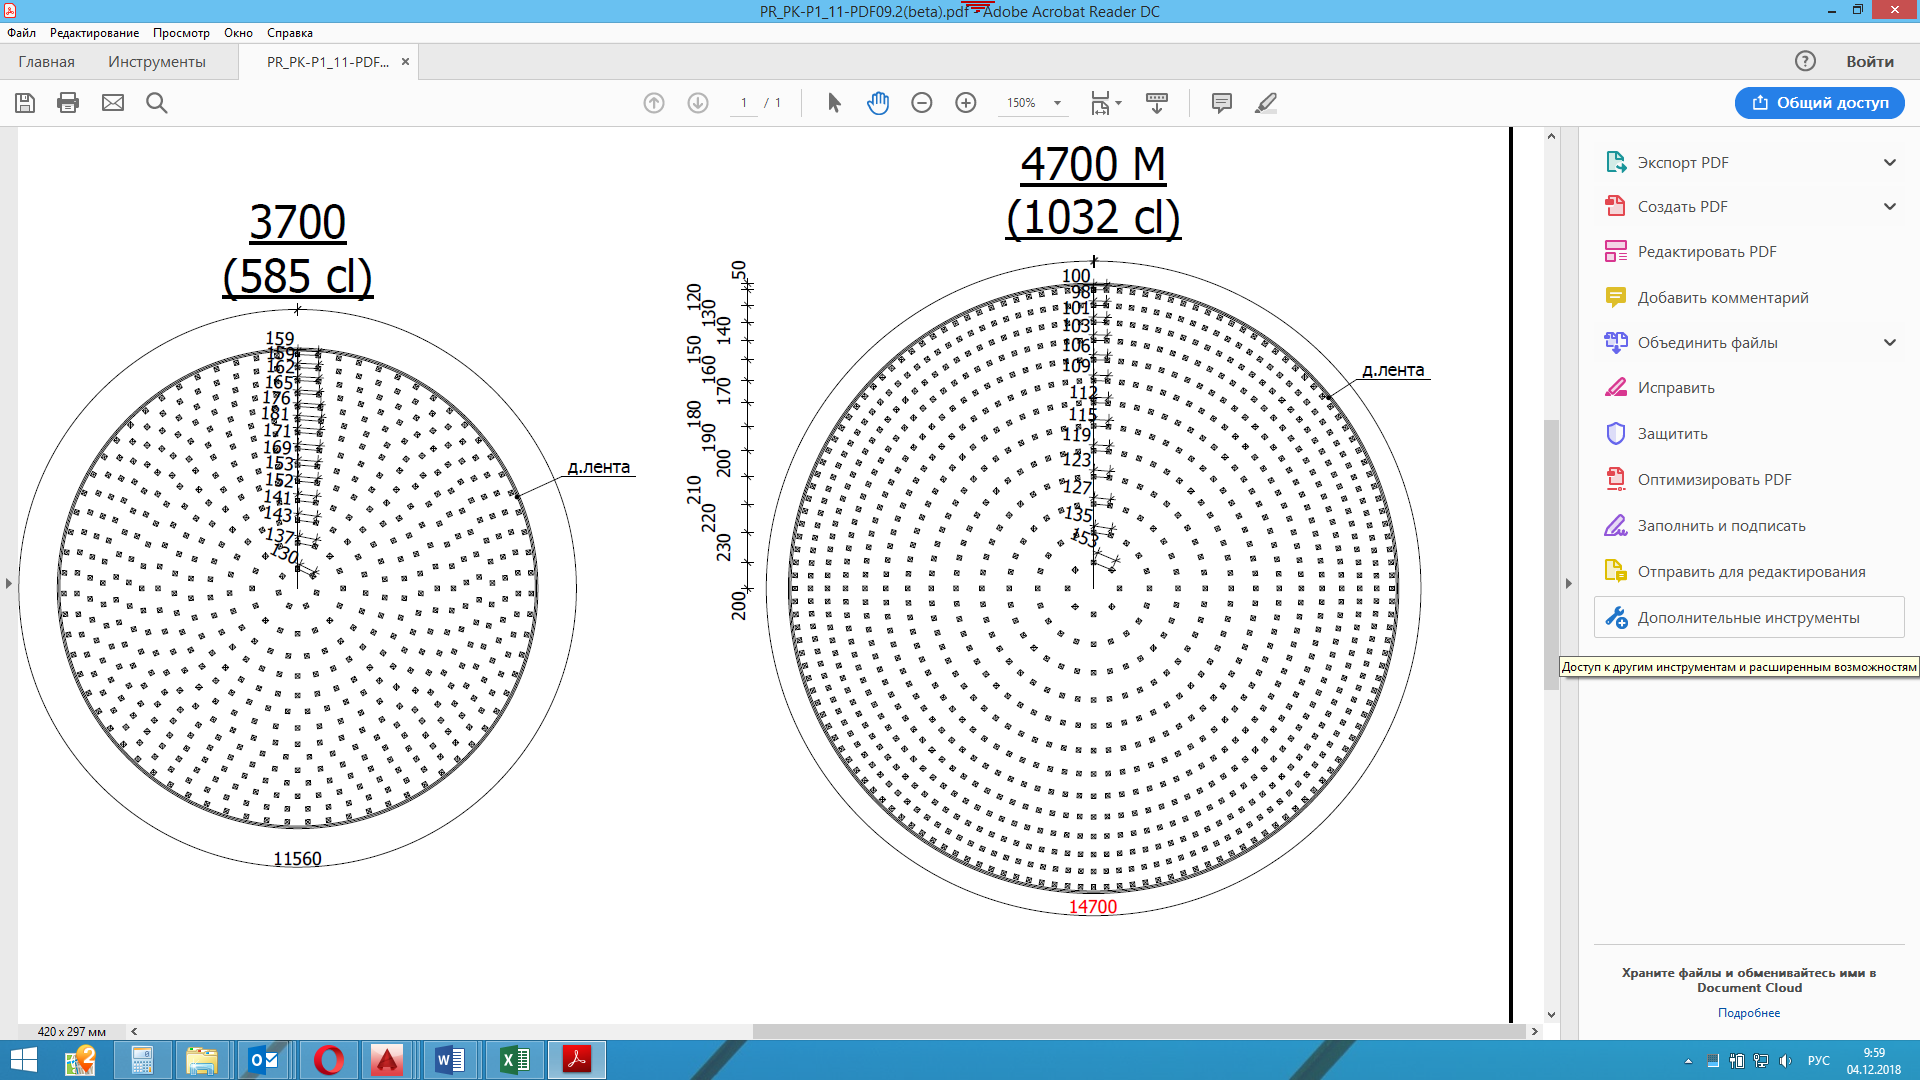 PR_PK-P1_11-PDF09.2(beta).pdf - Adobe Acrobat Reader DC
Файл Редактирование Просмотр Окно Справка
Главная Инструменты PR_PK-P1_11-PDF... ×
Войти
1 / 1
150%
Общий доступ
3700
(585 cl)
159
159
162
165
176
181
171
169
153
152
141
143
137
130
д.лента
11560
4700 M
(1032 cl)
50
120
130
140
150
160
170
180
190
200
210
220
230
200
100
98
101
103
106
109
112
115
119
123
127
135
153
д.лента
14700
Экспорт PDF
Создать PDF
Редактировать PDF
Добавить комментарий
Объединить файлы
Исправить
Защитить
Оптимизировать PDF
Заполнить и подписать
Отправить для редактирования
Дополнительные инструменты
Доступ к другим инструментам и расширенным возможностям
Храните файлы и обменивайтесь ими в
Document Cloud
Подробнее
420 x 297 мм
РУС
9:59
04.12.2018